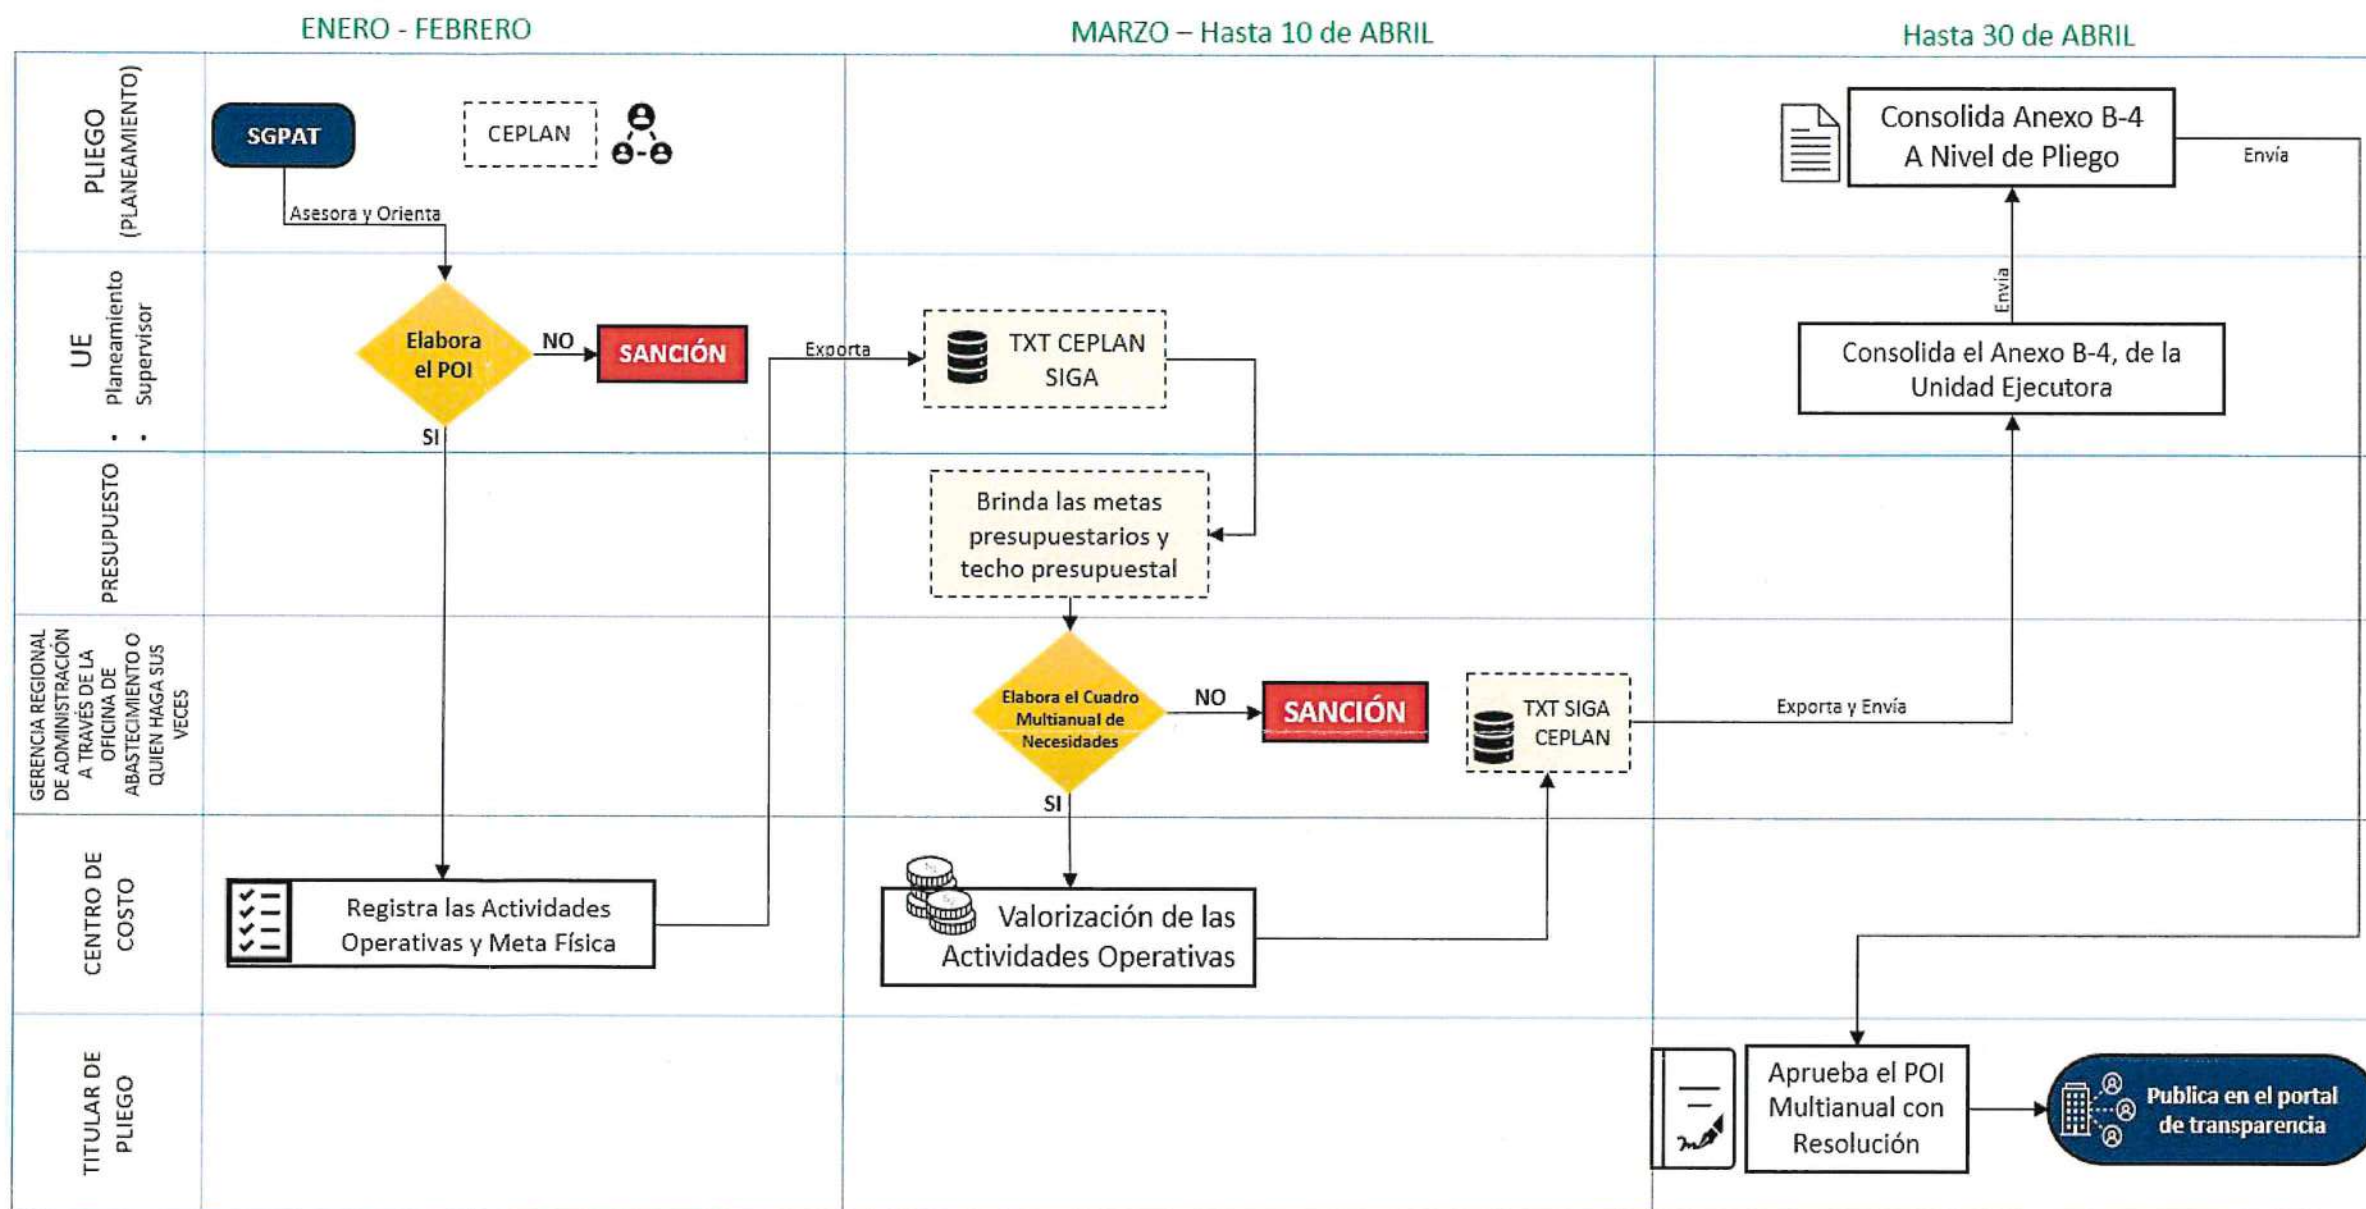 ENERO - FEBRERO
MARZO – Hasta 10 de ABRIL
Hasta 30 de ABRIL
PLIEGO
(PLANEAMIENTO)
SGPAT
CEPLAN
Asesora y Orienta
Consolida Anexo B-4
A Nivel de Pliego
Envía
UE
• Planeamiento
• Supervisor
Elabora
el POI
NO
SANCIÓN
SI
Exporta
TXT CEPLAN
SIGA
Envía
Consolida el Anexo B-4, de la
Unidad Ejecutora
PRESUPUESTO
Brinda las metas
presupuestarios y
techo presupuestal
GERENCIA REGIONAL
DE ADMINISTRACIÓN
A TRAVÉS DE LA
OFICINA DE
ABASTECIMIENTO O
QUIEN HAGA SUS
VECES
Elabora el Cuadro
Multianual de
Necesidades
NO
SANCIÓN
SI
TXT SIGA
CEPLAN
Exporta y Envía
CENTRO DE
COSTO
Registra las Actividades
Operativas y Meta Física
Valorización de las
Actividades Operativas
TITULAR DE
PLIEGO
Aprueba el POI
Multianual con
Resolución
Publica en el portal
de transparencia